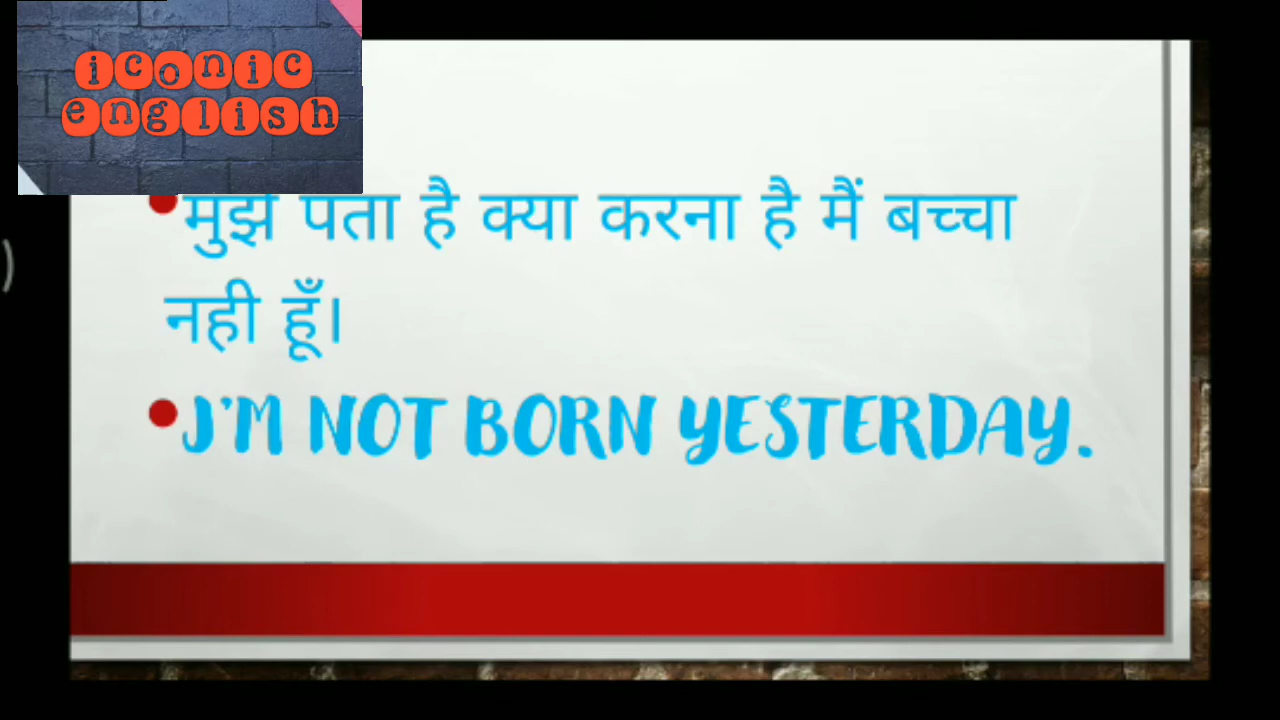 iconic
english
मुझे पता है क्या करना है मैं बच्चा
नही हूँ।
I'M NOT BORN YESTERDAY.